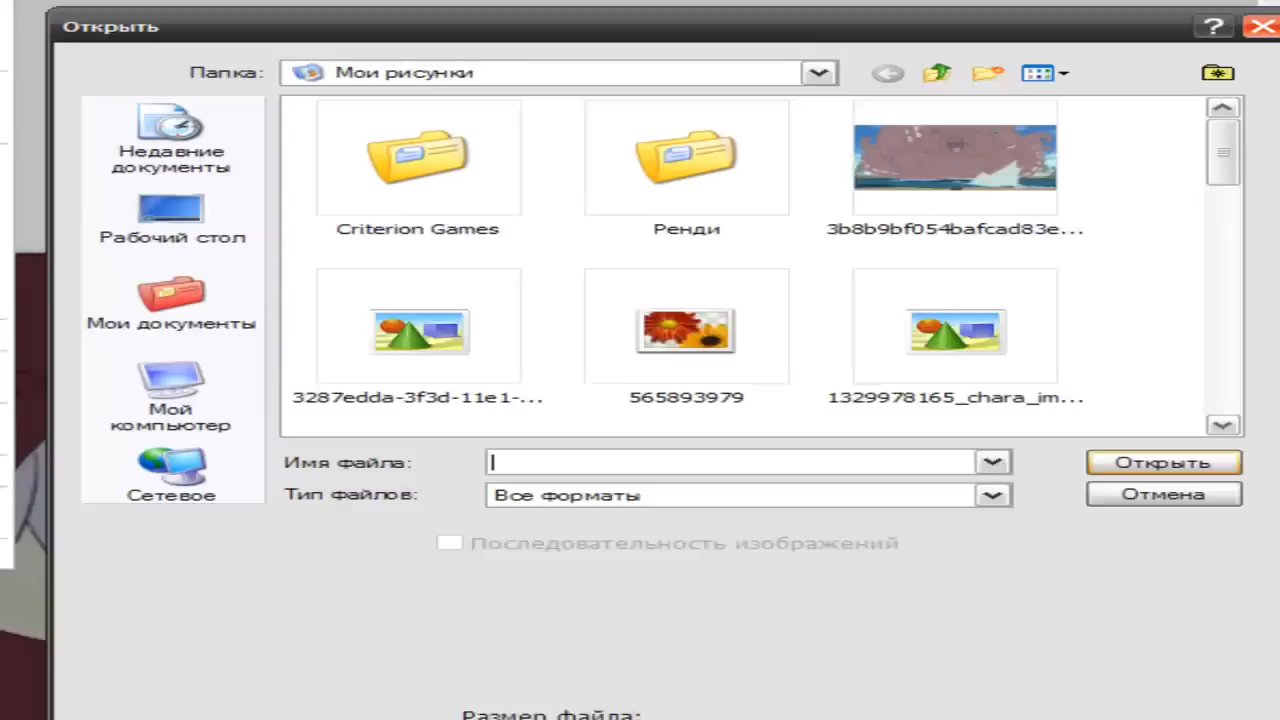 Открыть
Папка:
Мои рисунки
Недавние
документы
Рабочий стол
Мои документы
Мой
компьютер
Сетевое
Criterion Games
Ренди
3b8b9bf054bafcad83e...
3287edda-3f3d-11e1-...
565893979
1329978165_chara_im...
Имя файла:
Открыть
Тип файлов:
Все форматы
Отмена
Последовательность изображений
Размер файла: